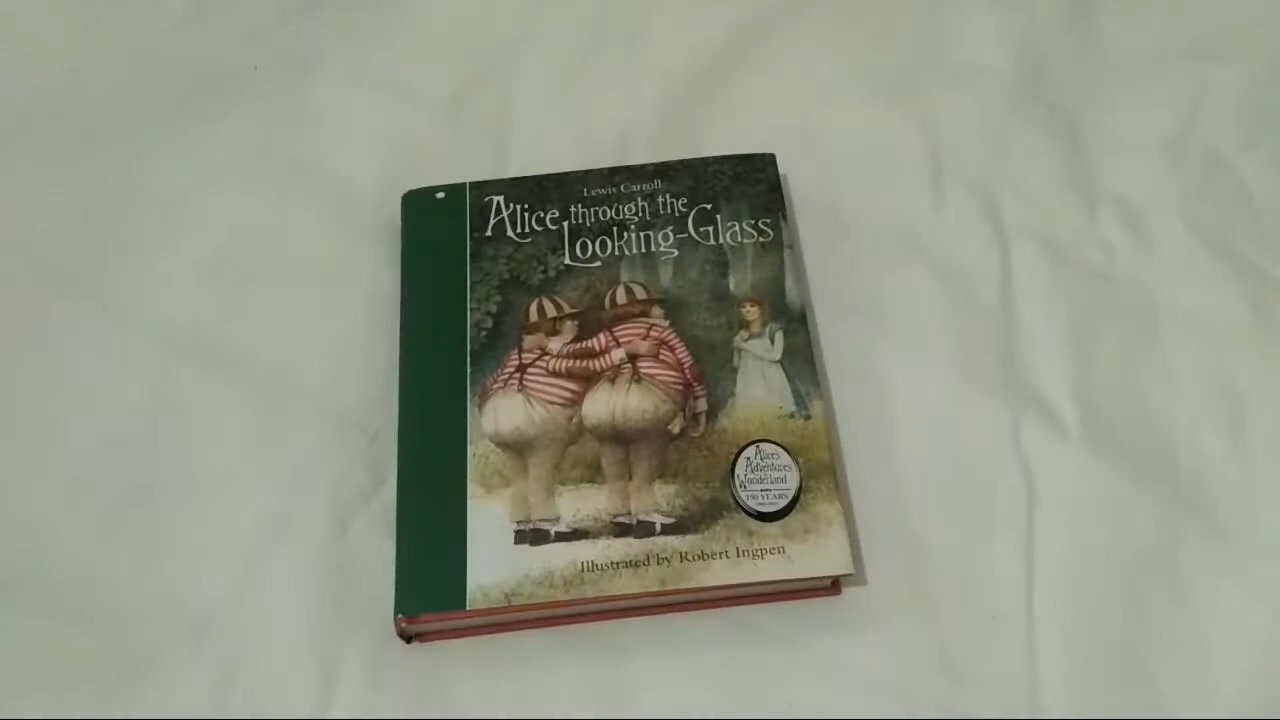 Lewis Carroll
Alice through the
Looking-Glass
Alice's
Adventures
Wonderland
150 YEARS
Illustrated by Robert Ingpen